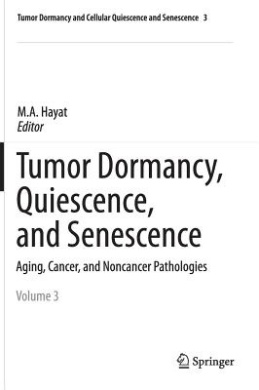 Tumor Dormancy and Cellular Quiescence and Senescence 3
M.A. Hayat
Editor
Tumor Dormancy,
Quiescence,
and Senescence
Aging, Cancer, and Noncancer Pathologies
Volume 3
Springer